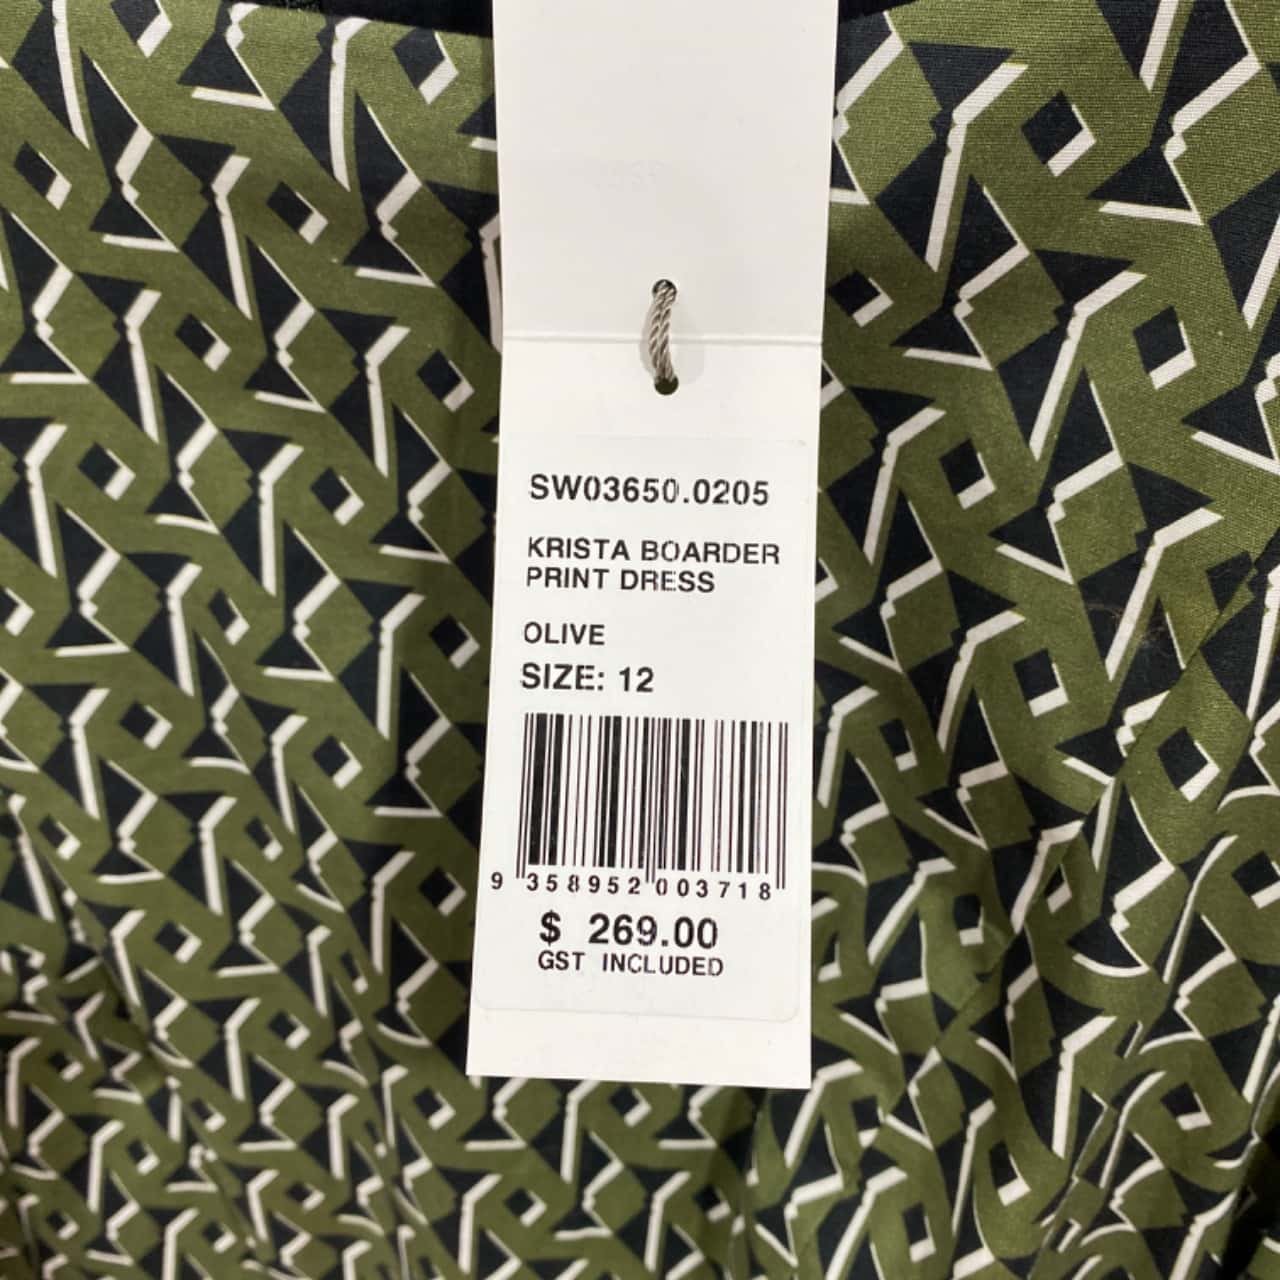 SW03650.0205
KRISTA BOARDER
PRINT DRESS
OLIVE
SIZE: 12
9 358952 003718
$ 269.00
GST INCLUDED